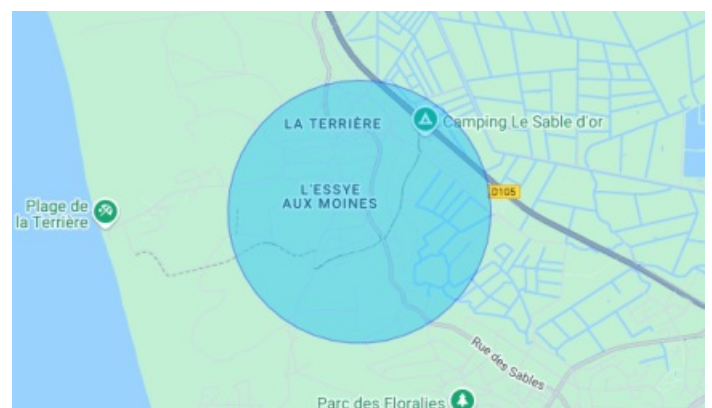 LA TERRIÈRE
Camping Le Sable d'or
L'ESSYE
AUX MOINES
D105
Plage de
la Terrière
Rue des Sables
Parc des Floralies